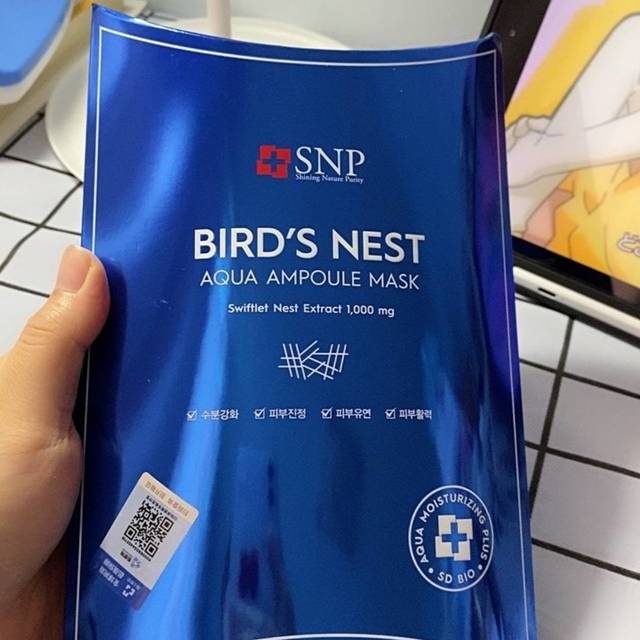 SNP
Shining Nature Purity
BIRD'S NEST
AQUA AMPOULE MASK
Swiftlet Nest Extract 1,000 mg
수분강화 피부진정 피부유연 피부활력
AQUA MOISTURIZING PLUS
SD BIO